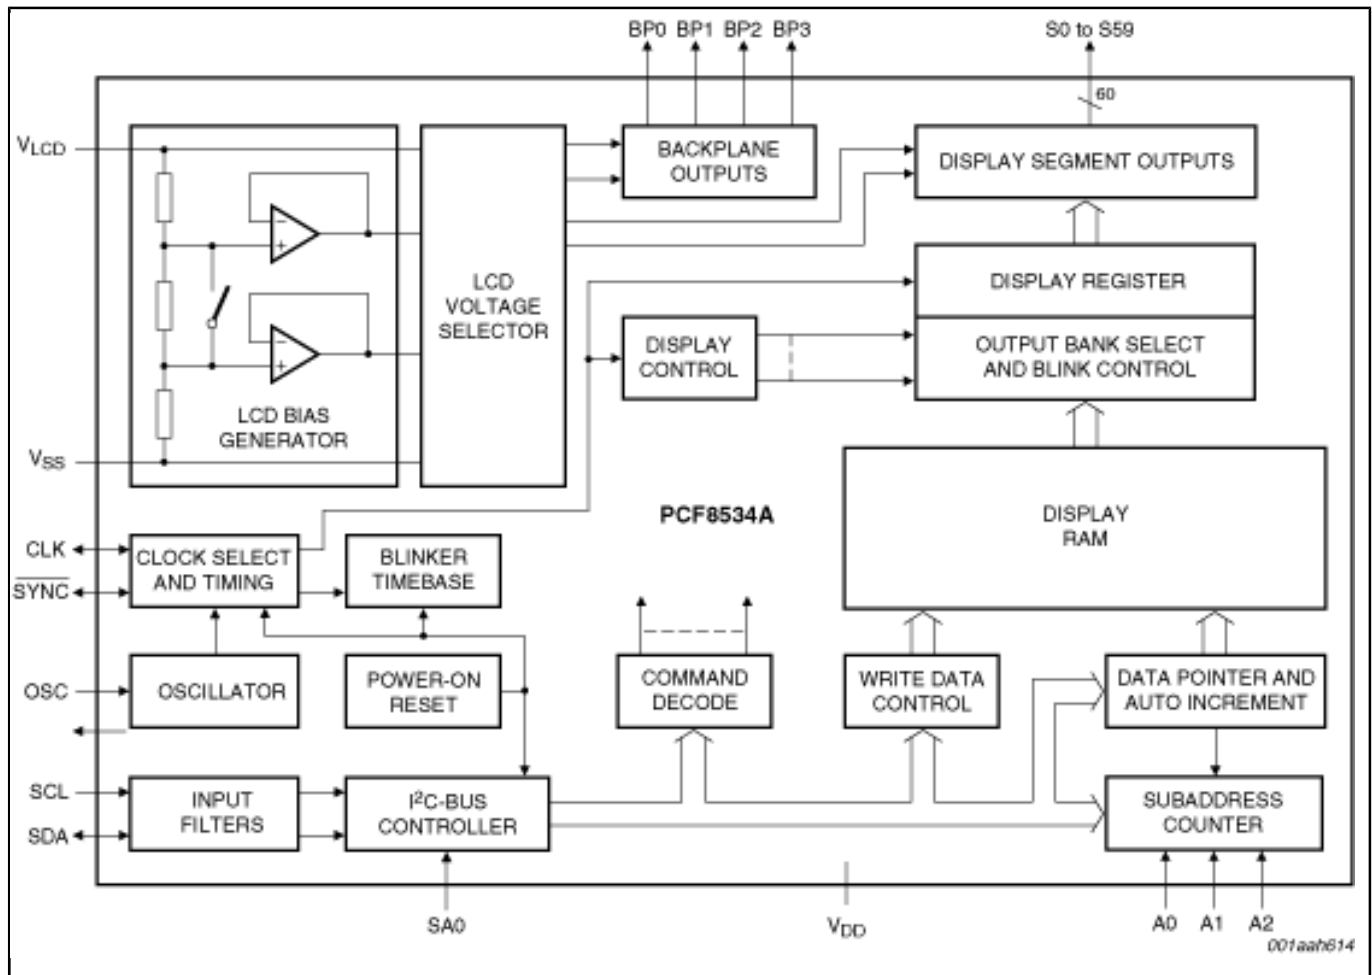 BP0 BP1 BP2 BP3 S0 to S59
60
VLCD
BACKPLANE
OUTPUTS
DISPLAY SEGMENT OUTPUTS
−
+
LCD
VOLTAGE
SELECTOR
DISPLAY REGISTER
−
+
DISPLAY
CONTROL
OUTPUT BANK SELECT
AND BLINK CONTROL
LCD BIAS
GENERATOR
VSS
PCF8534A
DISPLAY
RAM
CLK
SYNC
CLOCK SELECT
AND TIMING
BLINKER
TIMEBASE
OSC
OSCILLATOR
POWER-ON
RESET
COMMAND
DECODE
WRITE DATA
CONTROL
DATA POINTER AND
AUTO INCREMENT
SCL
SDA
INPUT
FILTERS
I²C-BUS
CONTROLLER
SUBADDRESS
COUNTER
SA0 VDD A0 A1 A2
001aah614